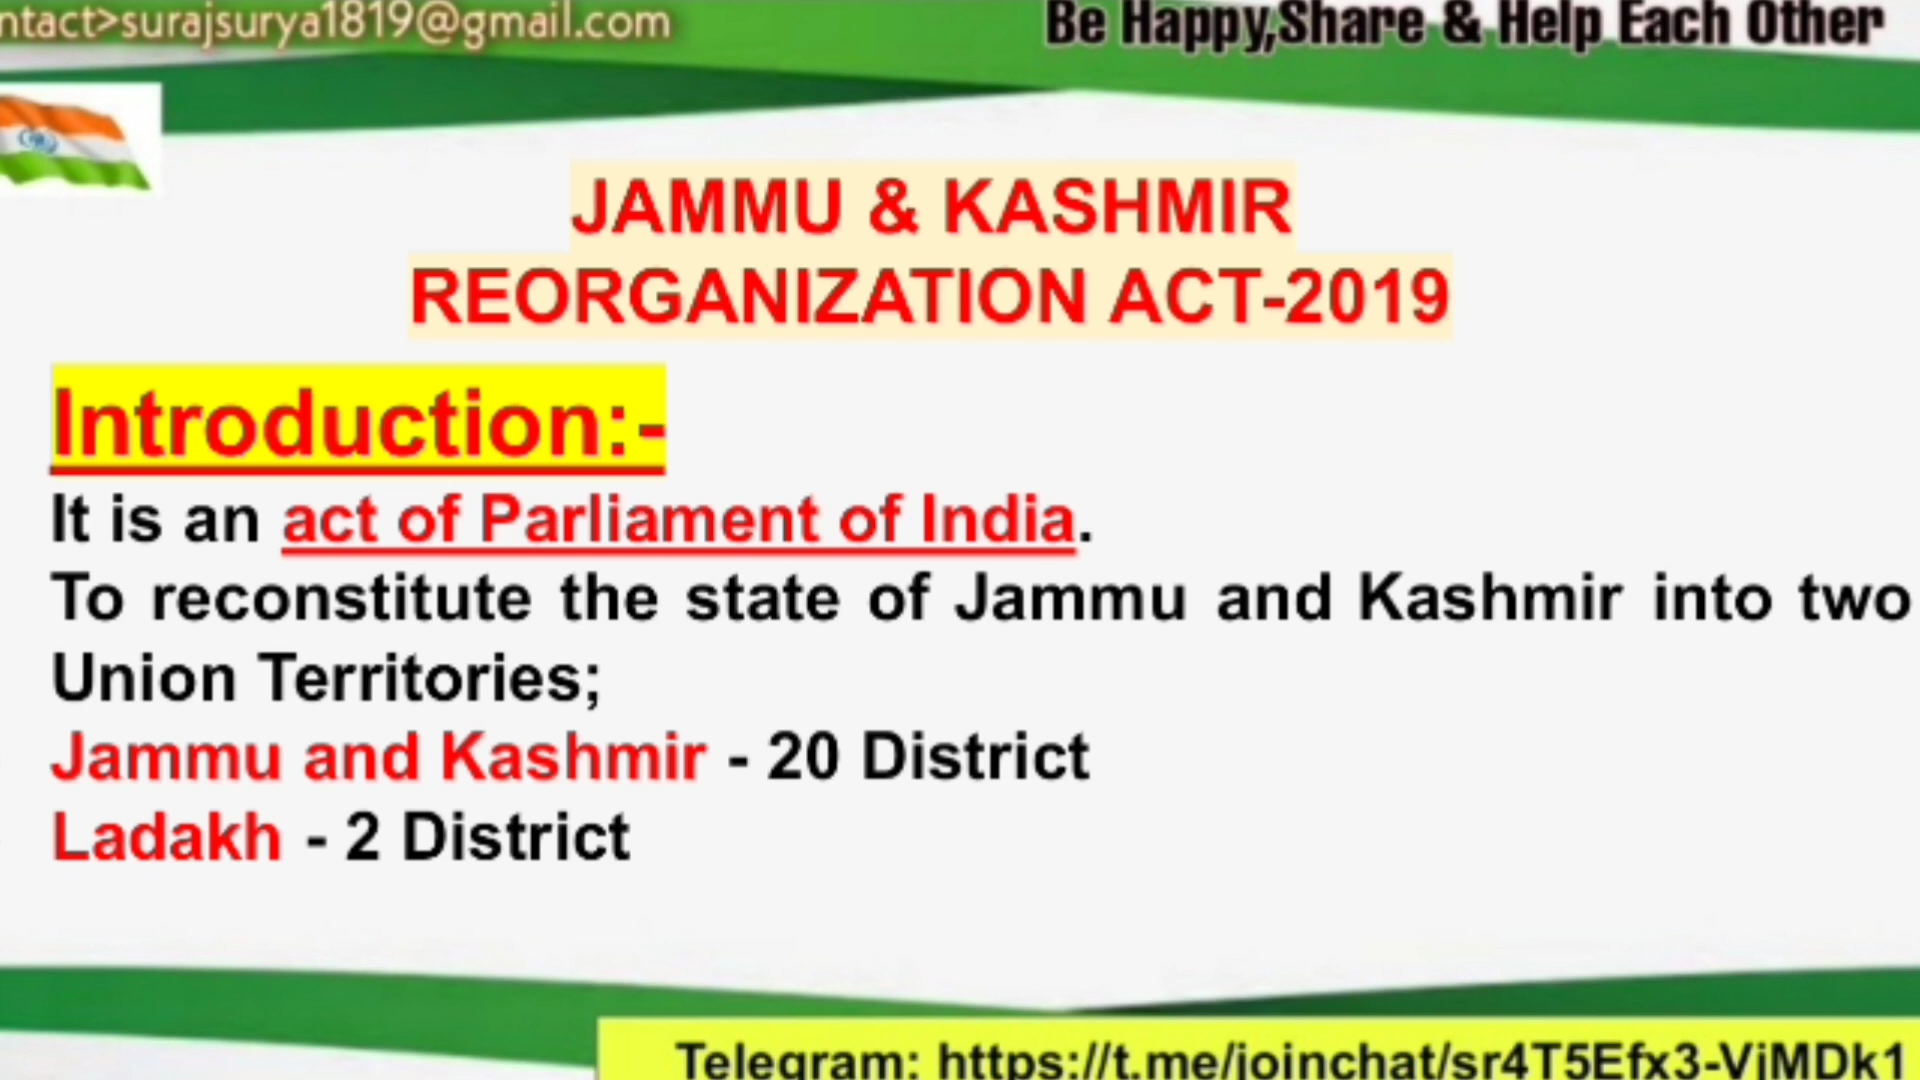 ntact>surajsurya1819@gmail.com
Be Happy,Share & Help Each Other
JAMMU & KASHMIR
REORGANIZATION ACT-2019
Introduction:-
It is an act of Parliament of India.
To reconstitute the state of Jammu and Kashmir into two
Union Territories;
Jammu and Kashmir - 20 District
Ladakh - 2 District
Telegram: https://t.me/joinchat/sr4T5Efx3-VjMDk1